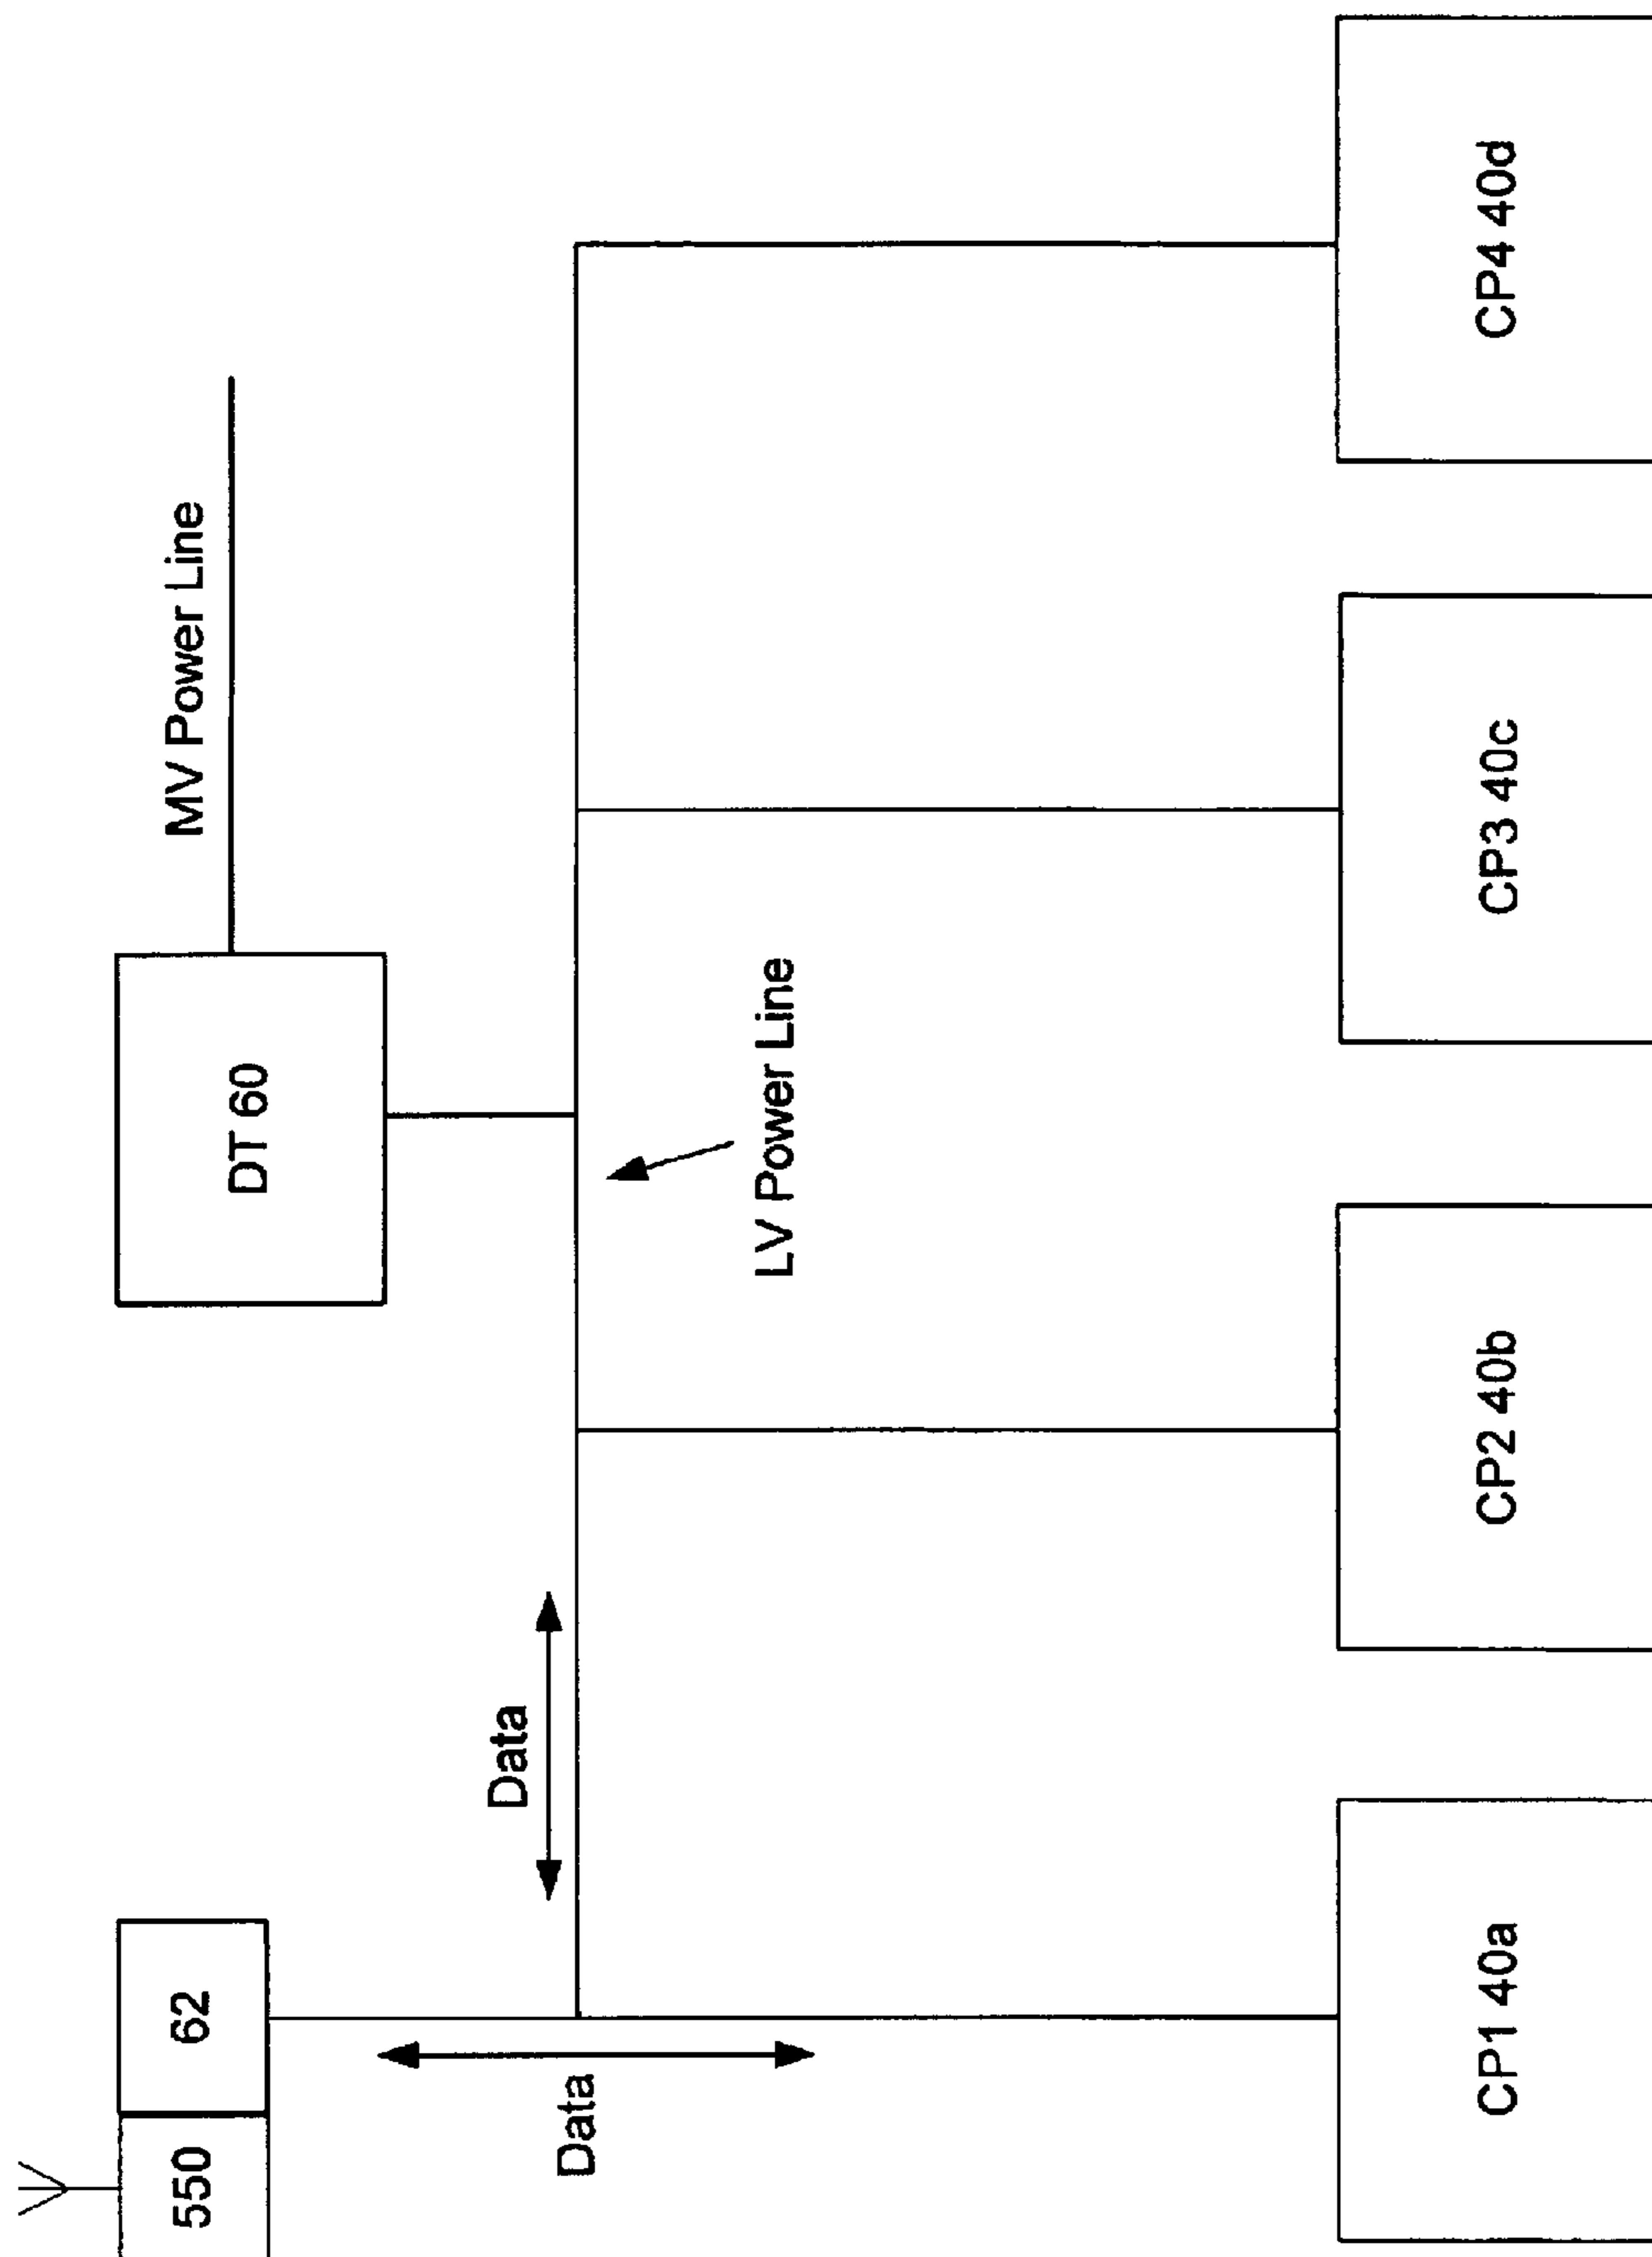 MV Power Line
DT 60
LV Power Line
Data
Data
62
550
CP1 40a
CP2 40b
CP3 40c
CP4 40d